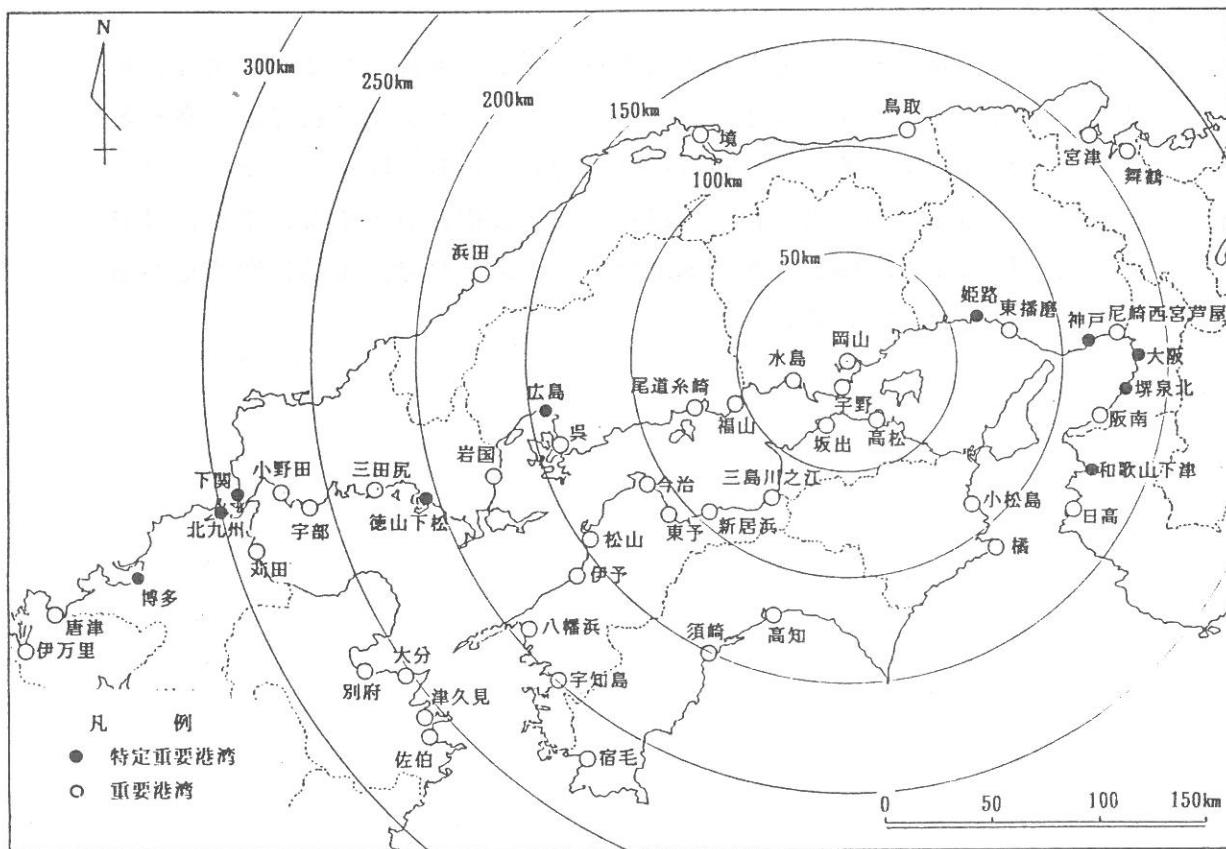 N
300km
250km
200km
150km
100km
50km
鳥取
境
宮津
舞鶴
浜田
姫路
東播磨
神戸
尼崎西宮芦屋
大阪
堺泉北
阪南
和歌山下津
日高
岡山
水島
宇野
尾道糸崎
福山
坂出
高松
広島
呉
岩国
三島川之江
今治
東予
新居浜
小松島
橘
下関
小野田
三田尻
北九州
宇部
徳山下松
松山
苅田
伊予
博多
唐津
伊万里
八幡浜
須崎
高知
大分
別府
宇知島
津久見
佐伯
宿毛
凡 例
● 特定重要港湾
○ 重要港湾
0 50 100 150km